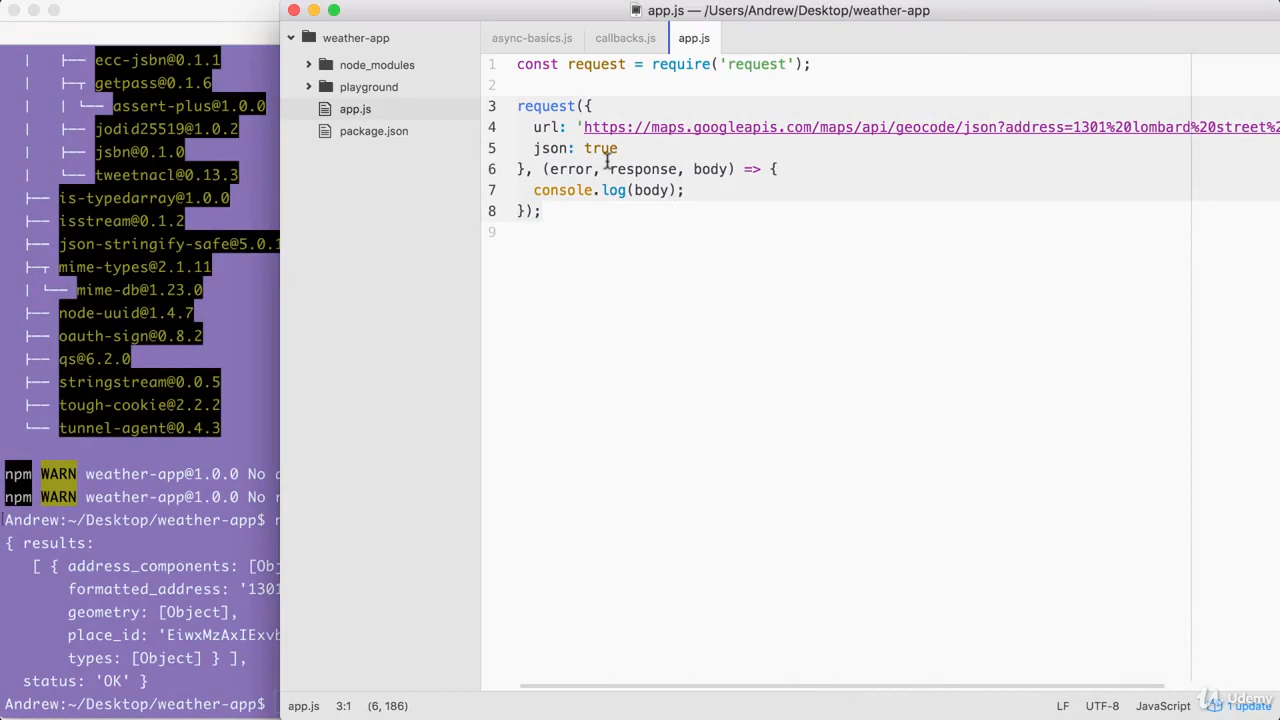 app.js — /Users/Andrew/Desktop/weather-app
weather-app
node_modules
playground
app.js
package.json
async-basics.js
callbacks.js
app.js
1 const request = require('request');
2
3 request({
4 url: 'https://maps.googleapis.com/maps/api/geocode/json?address=1301%20lombard%20street%2
5 json: true
6 }, (error, response, body) => {
7 console.log(body);
8 });
9
│ ├── ecc-jsbn@0.1.1
│ ├─┬ getpass@0.1.6
│ │ └── assert-plus@1.0.0
│ ├── jodid25519@1.0.2
│ ├── jsbn@0.1.0
│ └── tweetnacl@0.13.3
├── is-typedarray@1.0.0
├── isstream@0.1.2
├── json-stringify-safe@5.0.1
├─┬ mime-types@2.1.11
│ └── mime-db@1.23.0
├── node-uuid@1.4.7
├── oauth-sign@0.8.2
├── qs@6.2.0
├── stringstream@0.0.5
├── tough-cookie@2.2.2
└── tunnel-agent@0.4.3
npm WARN weather-app@1.0.0 No
npm WARN weather-app@1.0.0 No
Andrew:~/Desktop/weather-app$
{ results:
[ { address_components: [Obj
formatted_address: '1301
geometry: [Object],
place_id: 'EiwxMzAxIExvb
types: [Object] } ],
status: 'OK' }
Andrew:~/Desktop/weather-app$
app.js 3:1 (6, 186)
LF UTF-8 JavaScript 1 update
Udemy